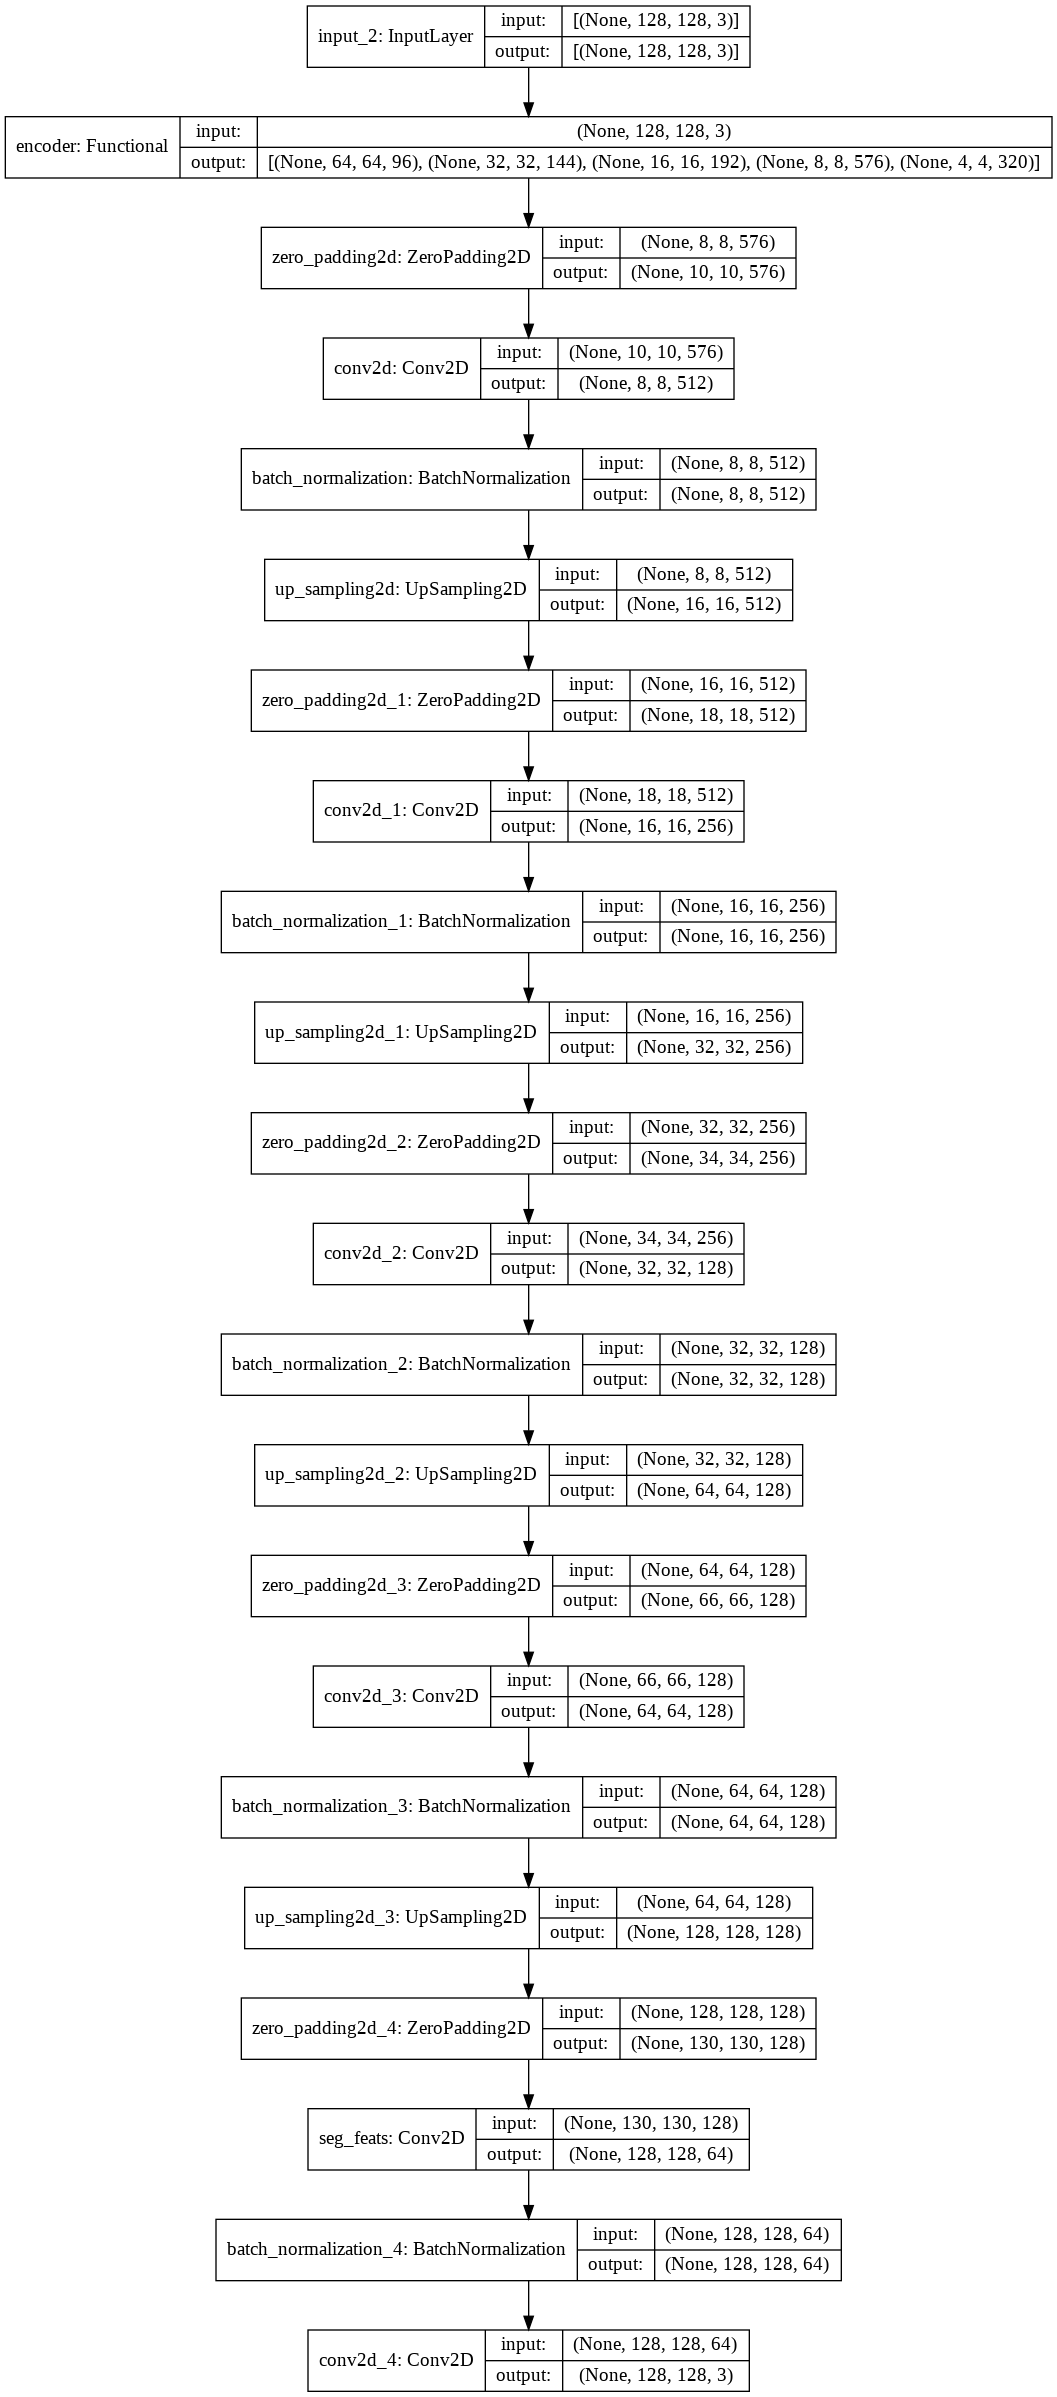 input_2: InputLayer
input: [(None, 128, 128, 3)]
output: [(None, 128, 128, 3)]
encoder: Functional
input: (None, 128, 128, 3)
output: [(None, 64, 64, 96), (None, 32, 32, 144), (None, 16, 16, 192), (None, 8, 8, 576), (None, 4, 4, 320)]
zero_padding2d: ZeroPadding2D
input: (None, 8, 8, 576)
output: (None, 10, 10, 576)
conv2d: Conv2D
input: (None, 10, 10, 576)
output: (None, 8, 8, 512)
batch_normalization: BatchNormalization
input: (None, 8, 8, 512)
output: (None, 8, 8, 512)
up_sampling2d: UpSampling2D
input: (None, 8, 8, 512)
output: (None, 16, 16, 512)
zero_padding2d_1: ZeroPadding2D
input: (None, 16, 16, 512)
output: (None, 18, 18, 512)
conv2d_1: Conv2D
input: (None, 18, 18, 512)
output: (None, 16, 16, 256)
batch_normalization_1: BatchNormalization
input: (None, 16, 16, 256)
output: (None, 16, 16, 256)
up_sampling2d_1: UpSampling2D
input: (None, 16, 16, 256)
output: (None, 32, 32, 256)
zero_padding2d_2: ZeroPadding2D
input: (None, 32, 32, 256)
output: (None, 34, 34, 256)
conv2d_2: Conv2D
input: (None, 34, 34, 256)
output: (None, 32, 32, 128)
batch_normalization_2: BatchNormalization
input: (None, 32, 32, 128)
output: (None, 32, 32, 128)
up_sampling2d_2: UpSampling2D
input: (None, 32, 32, 128)
output: (None, 64, 64, 128)
zero_padding2d_3: ZeroPadding2D
input: (None, 64, 64, 128)
output: (None, 66, 66, 128)
conv2d_3: Conv2D
input: (None, 66, 66, 128)
output: (None, 64, 64, 128)
batch_normalization_3: BatchNormalization
input: (None, 64, 64, 128)
output: (None, 64, 64, 128)
up_sampling2d_3: UpSampling2D
input: (None, 64, 64, 128)
output: (None, 128, 128, 128)
zero_padding2d_4: ZeroPadding2D
input: (None, 128, 128, 128)
output: (None, 130, 130, 128)
seg_feats: Conv2D
input: (None, 130, 130, 128)
output: (None, 128, 128, 64)
batch_normalization_4: BatchNormalization
input: (None, 128, 128, 64)
output: (None, 128, 128, 64)
conv2d_4: Conv2D
input: (None, 128, 128, 64)
output: (None, 128, 128, 3)